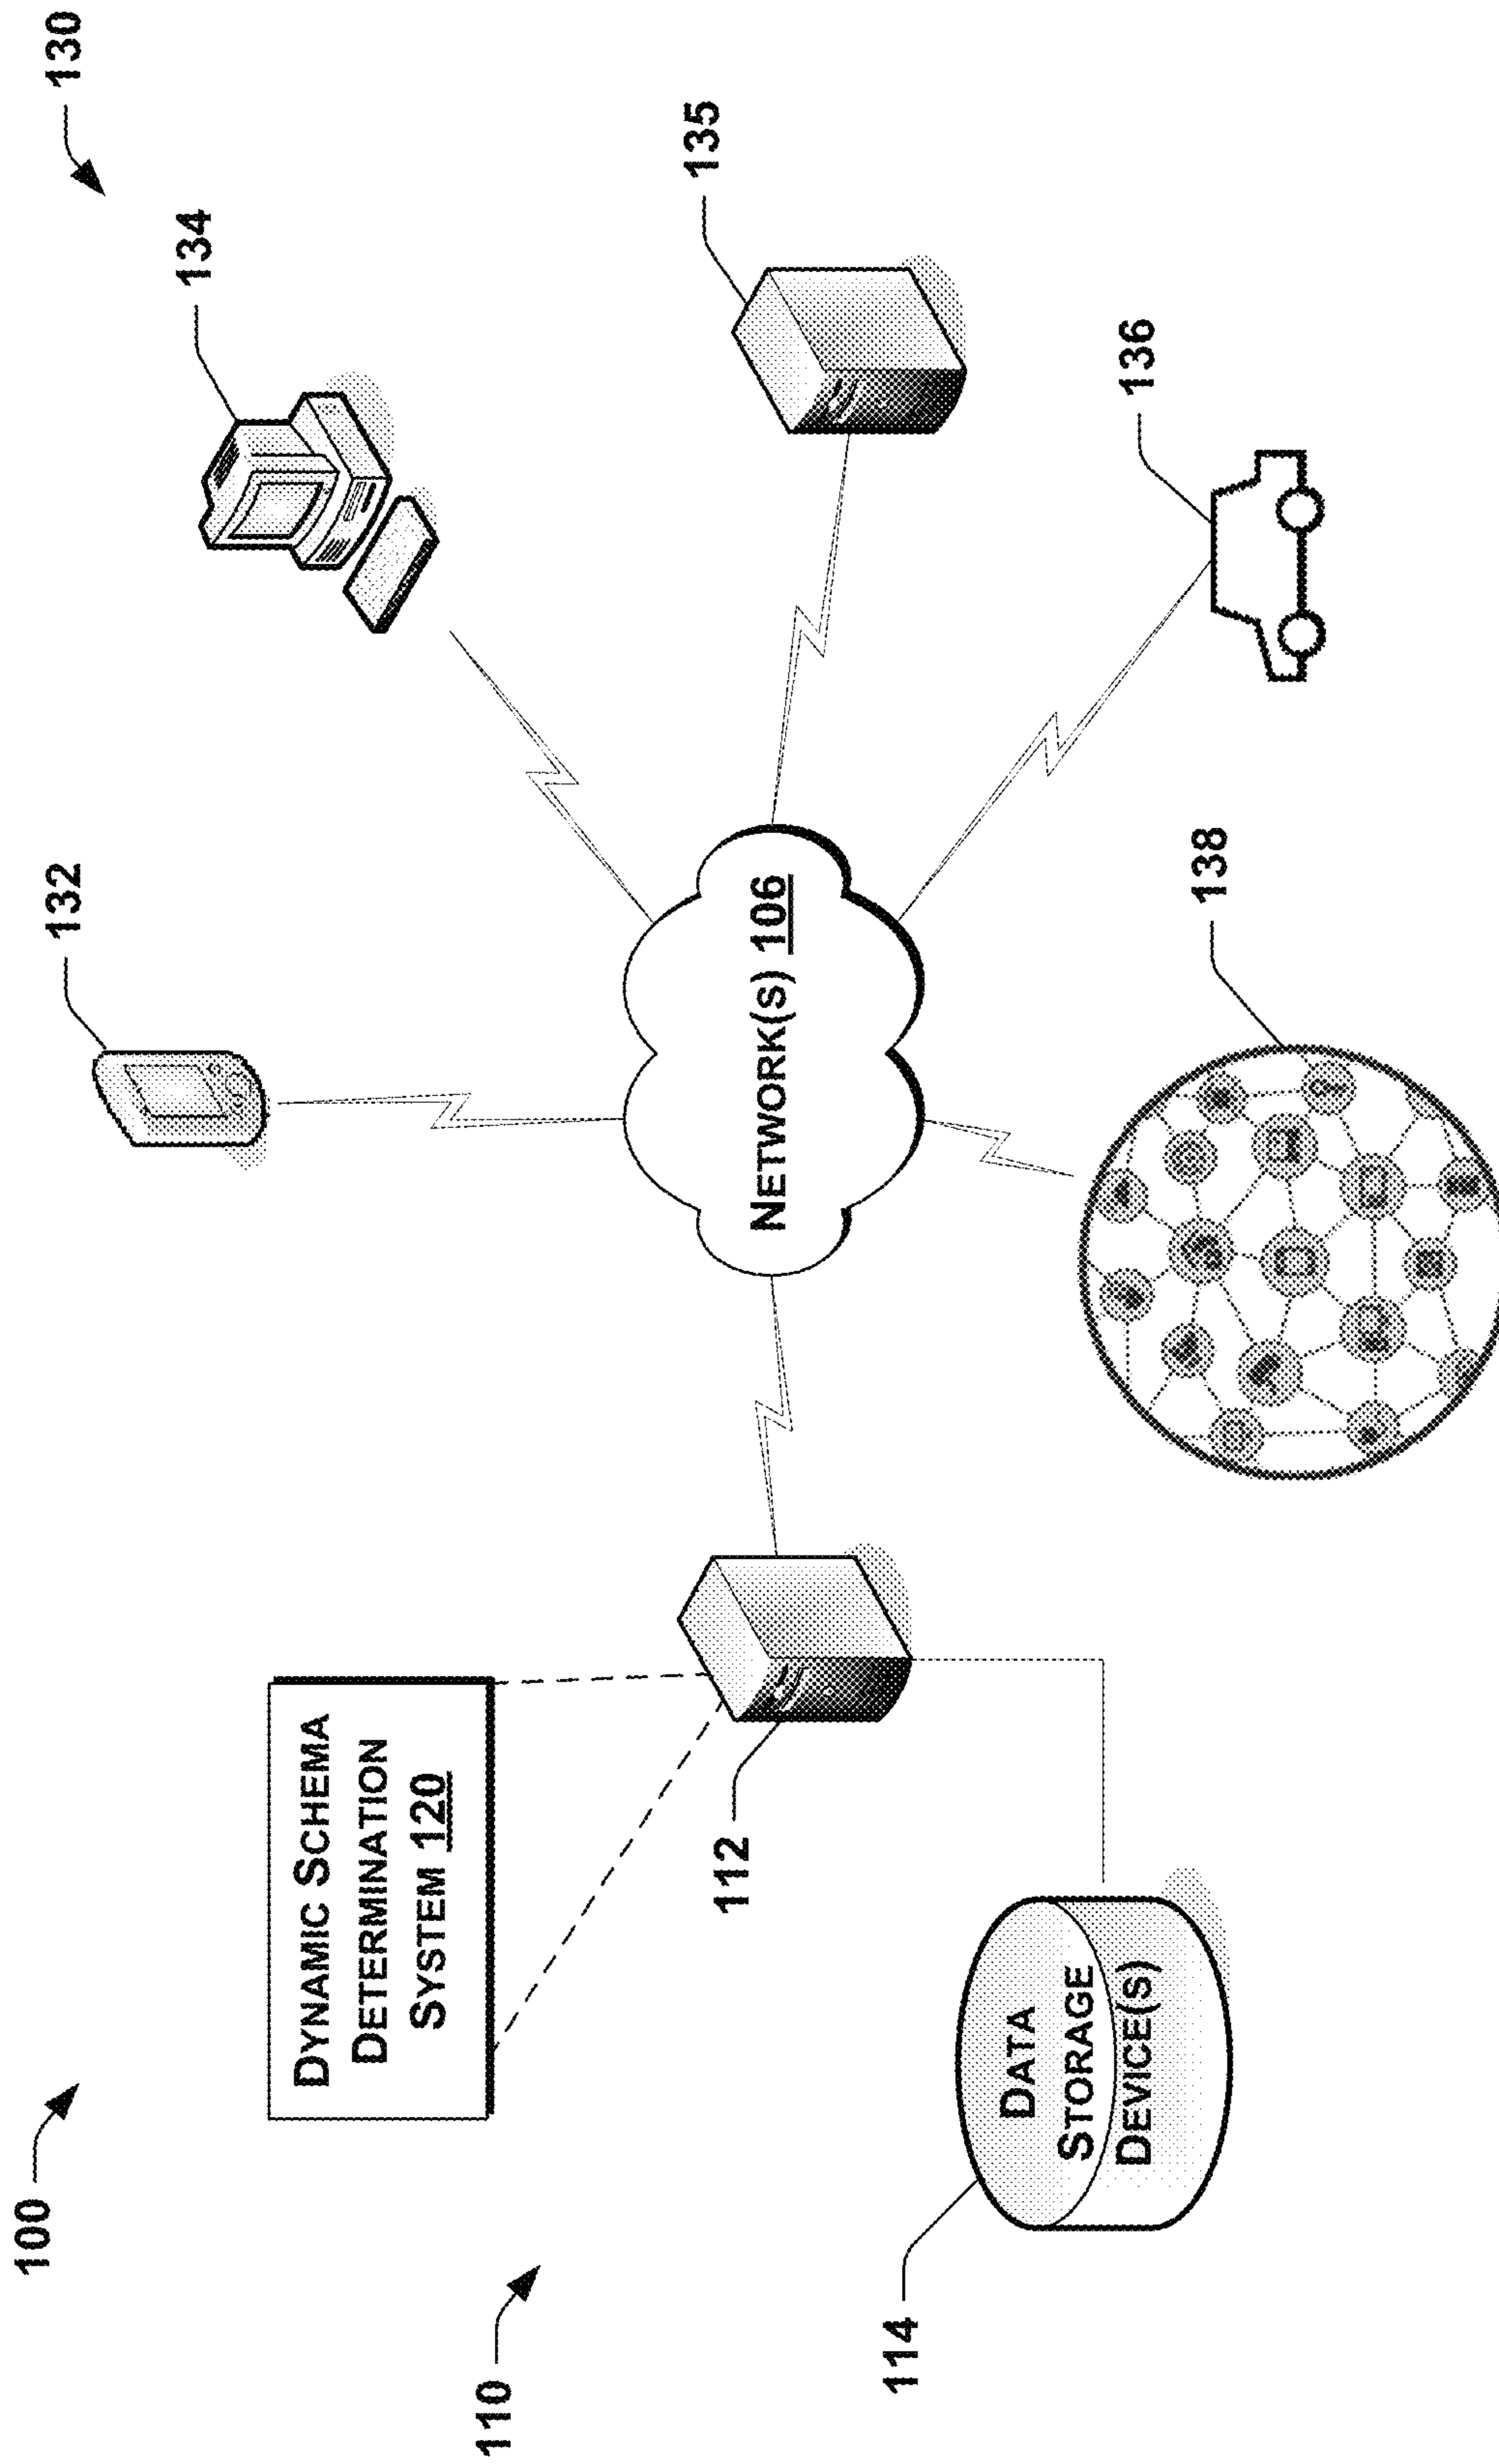 100
130
132
134
110
DYNAMIC SCHEMA
DETERMINATION
SYSTEM 120
135
NETWORK(S) 106
112
136
114
DATA
STORAGE
DEVICE(S)
138